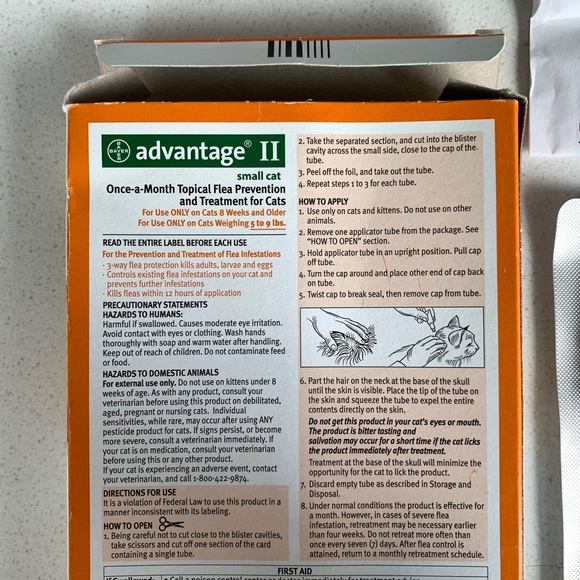 BAYER
advantage® II
small cat
Once-a-Month Topical Flea Prevention
and Treatment for Cats
For Use ONLY on Cats 8 Weeks and Older
For Use ONLY on Cats Weighing 5 to 9 lbs.
READ THE ENTIRE LABEL BEFORE EACH USE
For the Prevention and Treatment of Flea Infestations
· 3-way flea protection kills adults, larvae and eggs
· Controls existing flea infestations on your cat and
prevents further infestations
· Kills fleas within 12 hours of application
PRECAUTIONARY STATEMENTS
HAZARDS TO HUMANS:
Harmful if swallowed. Causes moderate eye irritation.
Avoid contact with eyes or clothing. Wash hands
thoroughly with soap and warm water after handling.
Keep out of reach of children. Do not contaminate feed
or food.
HAZARDS TO DOMESTIC ANIMALS
For external use only. Do not use on kittens under 8
weeks of age. As with any product, consult your
veterinarian before using this product on debilitated,
aged, pregnant or nursing cats. Individual
sensitivities, while rare, may occur after using ANY
pesticide product for cats. If signs persist, or become
more severe, consult a veterinarian immediately. If
your cat is on medication, consult your veterinarian
before using this or any other product.
If your cat is experiencing an adverse event, contact
your veterinarian, and call 1-800-422-9874.
DIRECTIONS FOR USE
It is a violation of Federal Law to use this product in a
manner inconsistent with its labeling.
HOW TO OPEN
1. Being careful not to cut close to the blister cavities,
take scissors and cut off one section of the card
containing a single tube.
2. Take the separated section, and cut into the blister
cavity across the small side, close to the cap of the
tube.
3. Peel off the foil, and take out the tube.
4. Repeat steps 1 to 3 for each tube.
HOW TO APPLY
1. Use only on cats and kittens. Do not use on other
animals.
2. Remove one applicator tube from the package. See
"HOW TO OPEN" section.
3. Hold applicator tube in an upright position. Pull cap
off tube.
4. Turn the cap around and place other end of cap back
on tube.
5. Twist cap to break seal, then remove cap from tube.
6. Part the hair on the neck at the base of the skull
until the skin is visible. Place the tip of the tube on
the skin and squeeze the tube to expel the entire
contents directly on the skin.
Do not get this product in your cat's eyes or mouth.
The product is bitter tasting and
salivation may occur for a short time if the cat licks
the product immediately after treatment.
Treatment at the base of the skull will minimize the
opportunity for the cat to lick the product.
7. Discard empty tube as described in Storage and
Disposal.
8. Under normal conditions the product is effective for
a month. However, in cases of severe flea
infestation, retreatment may be necessary earlier
than four weeks. Do not retreat more often than
once every seven (7) days. After flea control is
attained, return to a monthly retreatment schedule.
FIRST AID
If Swallowed: • Call a poison control center or doctor immediately for treatment advice